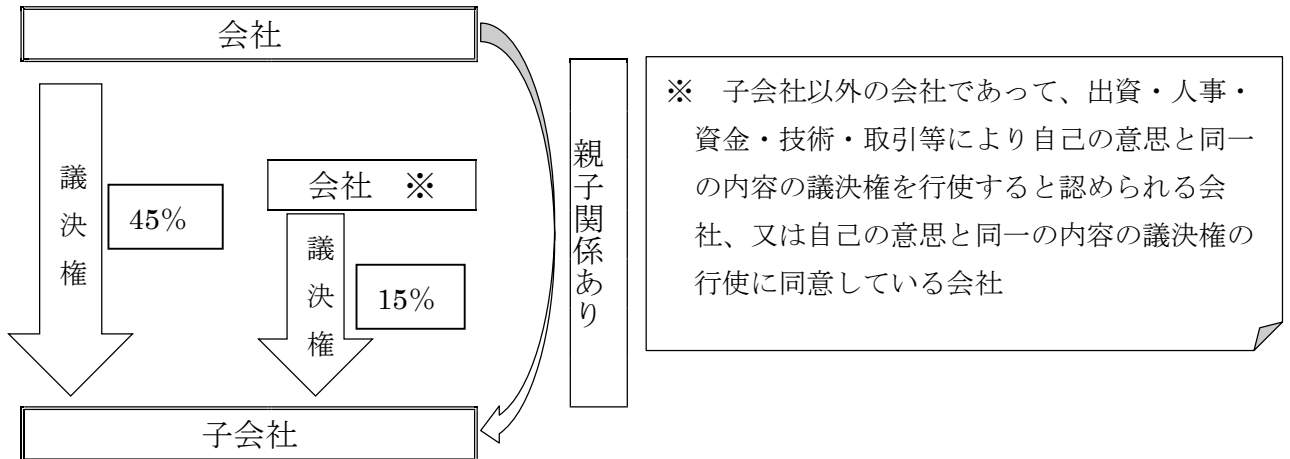 会社
議決権
45%
会社 ※
議決権
15%
親子関係あり
子会社
※ 子会社以外の会社であって、出資・人事・
資金・技術・取引等により自己の意思と同一
の内容の議決権を行使すると認められる会
社、又は自己の意思と同一の内容の議決権の
行使に同意している会社